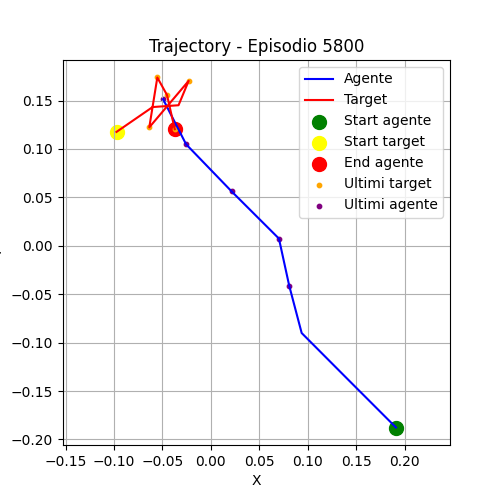 Trajectory - Episodio 5800
Agente
Target
Start agente
Start target
End agente
Ultimi target
Ultimi agente
0.15
0.10
0.05
0.00
−0.05
−0.10
−0.15
−0.20
−0.15
−0.10
−0.05
0.00
0.05
0.10
0.15
0.20
X